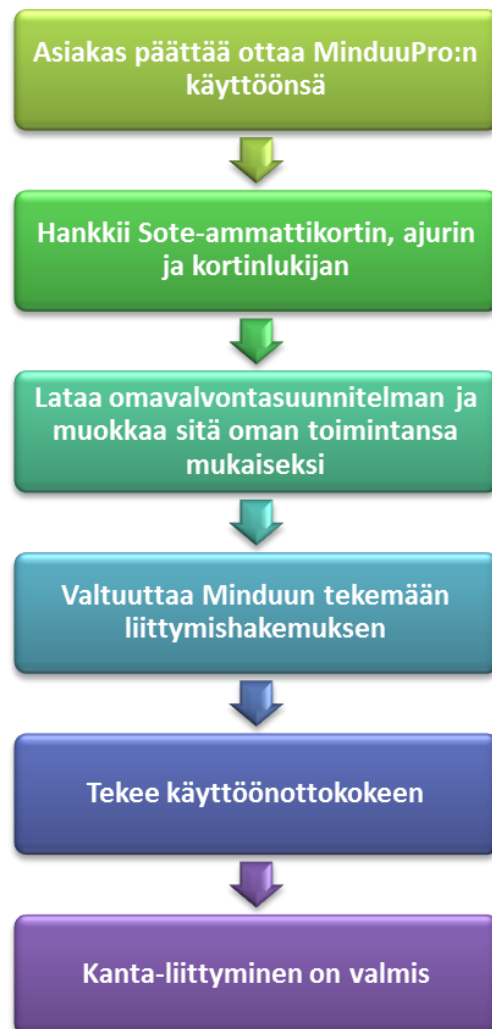 Asiakas päättää ottaa MinduuPro:n
käyttöönsä
Hankkii Sote-ammattikortin, ajurin
ja kortinlukijan
Lataa omavalvontasuunnitelman ja
muokkaa sitä oman toimintansa
mukaiseksi
Valtuuttaa Minduun tekemään
liittymishakemuksen
Tekee käyttöönottokokeen
Kanta-liittyminen on valmis